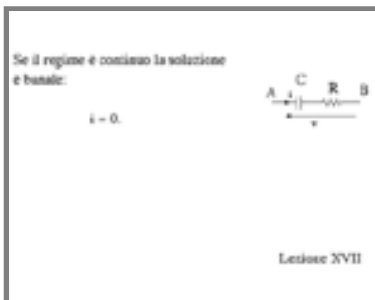 Se il regime è continuo la soluzione
è banale:
i = 0.
C
A i R B
v
Lezione XVII